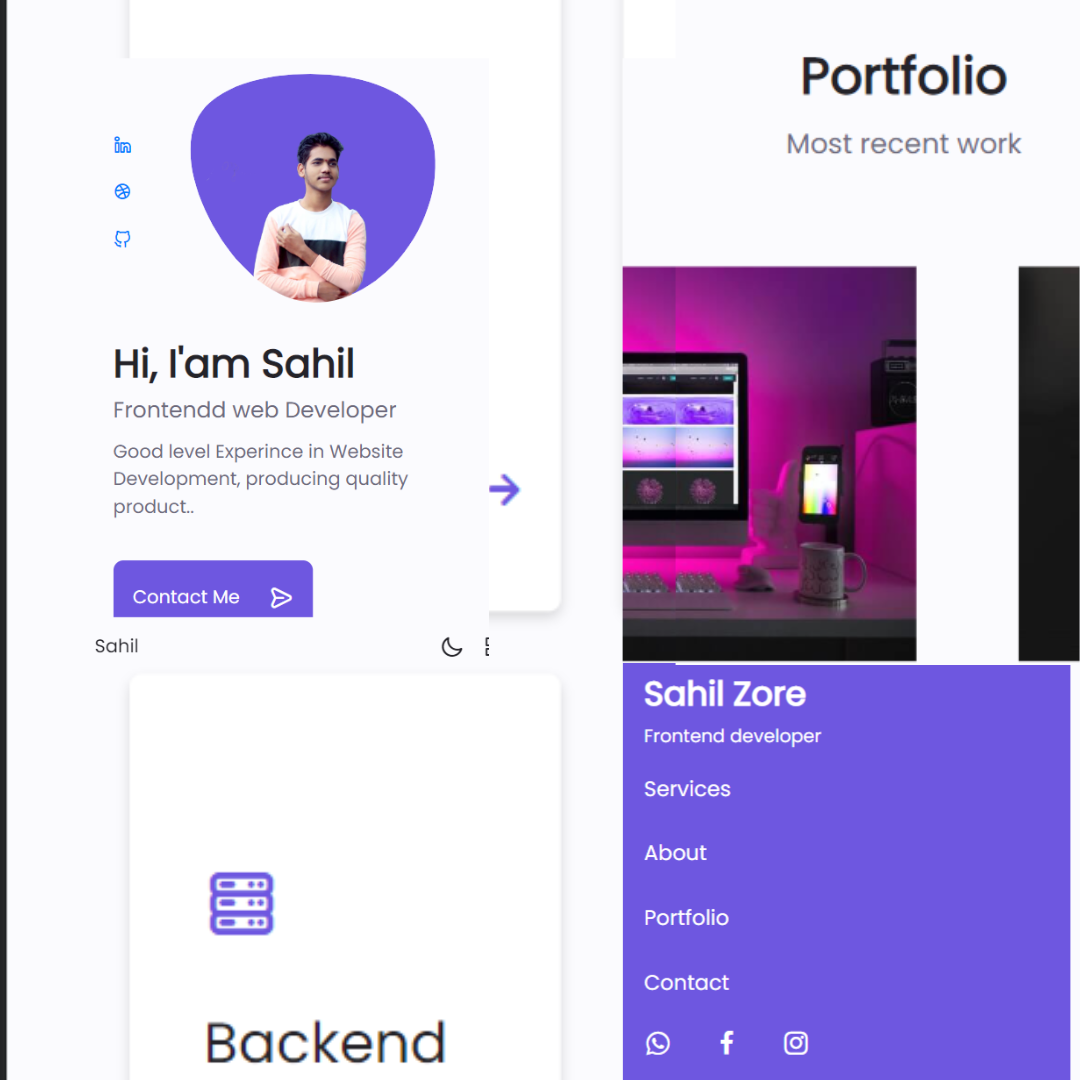 Hi, I'am Sahil
Frontendd web Developer
Good level Experince in Website
Development, producing quality
product..
Contact Me
Sahil
Backend
Portfolio
Most recent work
Sahil Zore
Frontend developer
Services
About
Portfolio
Contact